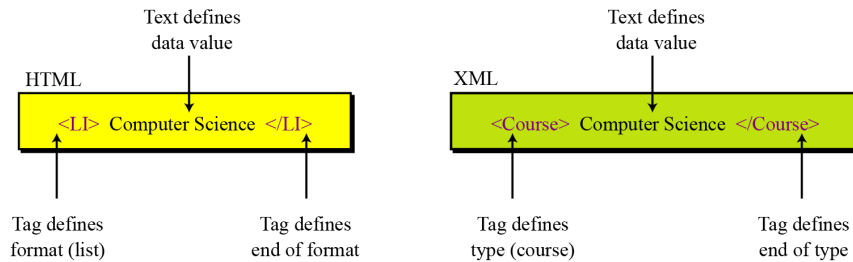 Text defines
data value
HTML
<LI> Computer Science </LI>
Tag defines
format (list)
Tag defines
end of format
Text defines
data value
XML
<Course> Computer Science </Course>
Tag defines
type (course)
Tag defines
end of type